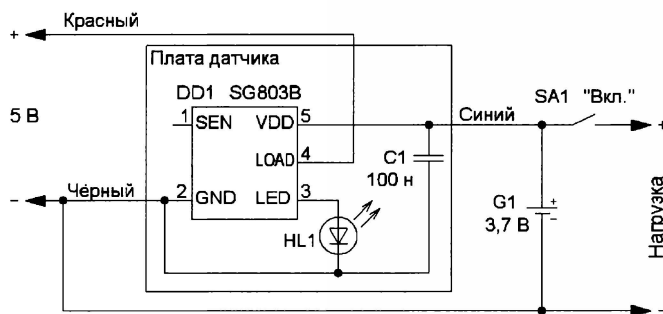 Красный
+
Плата датчика
DD1 SG803B
SA1 "Вкл."
1 SEN VDD 5
Синий
+
5 В
LOAD 4
C1
100 н
Чёрный
2 GND LED 3
G1
3,7 В
+
−
−
HL1
Нагрузка
−